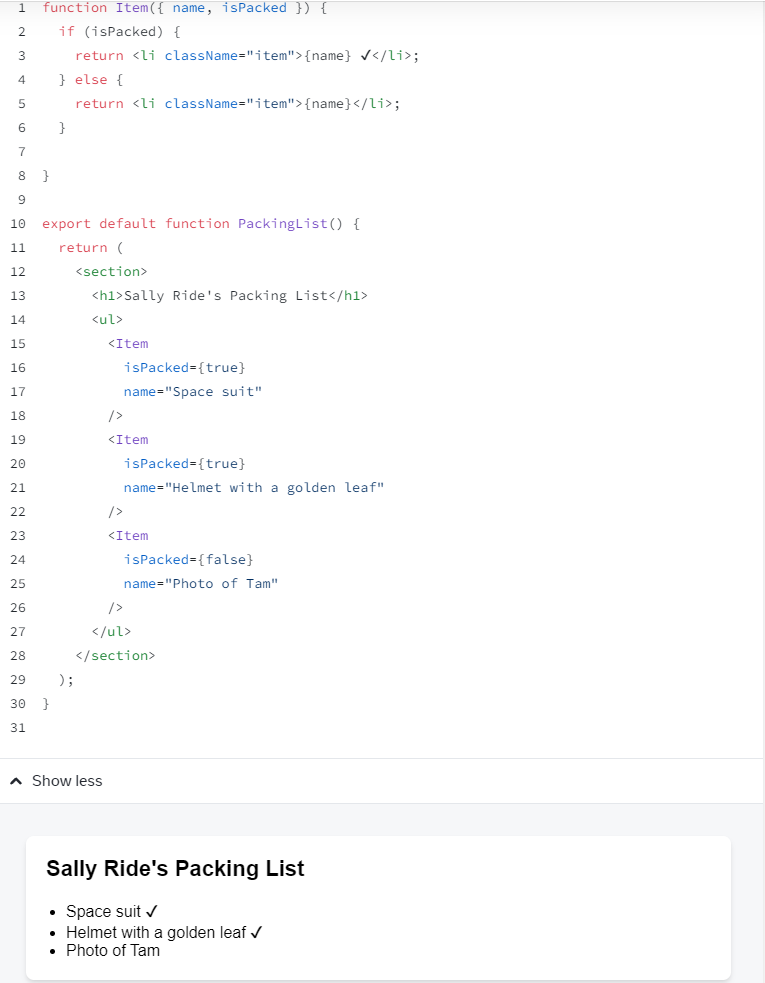 1 function Item({ name, isPacked }) {
2   if (isPacked) {
3     return <li className="item">{name} ✓</li>;
4   } else {
5     return <li className="item">{name}</li>;
6   }
7
8 }
9
10 export default function PackingList() {
11   return (
12     <section>
13       <h1>Sally Ride's Packing List</h1>
14       <ul>
15         <Item
16           isPacked={true}
17           name="Space suit"
18         />
19         <Item
20           isPacked={true}
21           name="Helmet with a golden leaf"
22         />
23         <Item
24           isPacked={false}
25           name="Photo of Tam"
26         />
27       </ul>
28     </section>
29   );
30 }
31
Show less
Sally Ride's Packing List
• Space suit ✓
• Helmet with a golden leaf ✓
• Photo of Tam